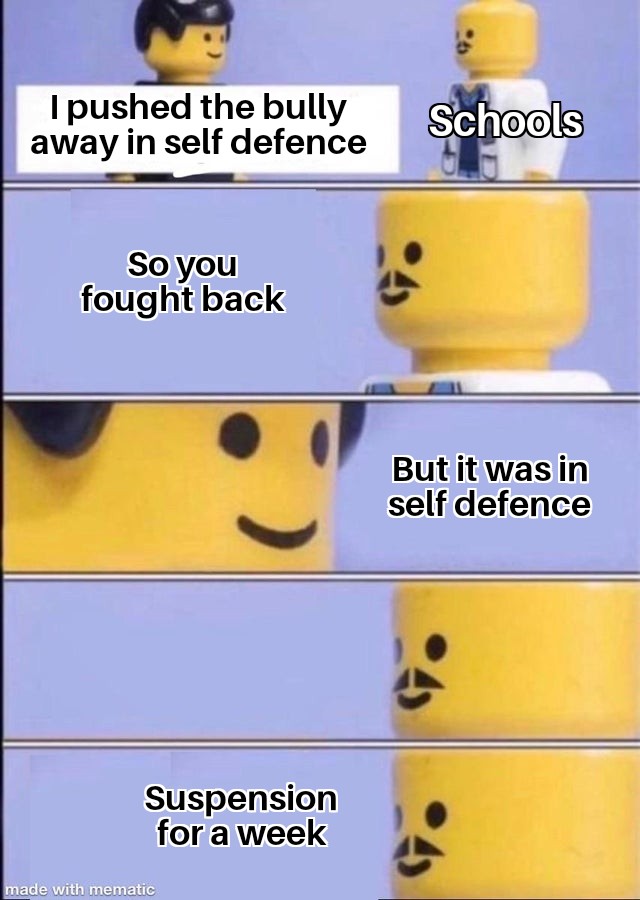 I pushed the bully
away in self defence
Schools
So you
fought back
But it was in
self defence
Suspension
for a week
made with mematic